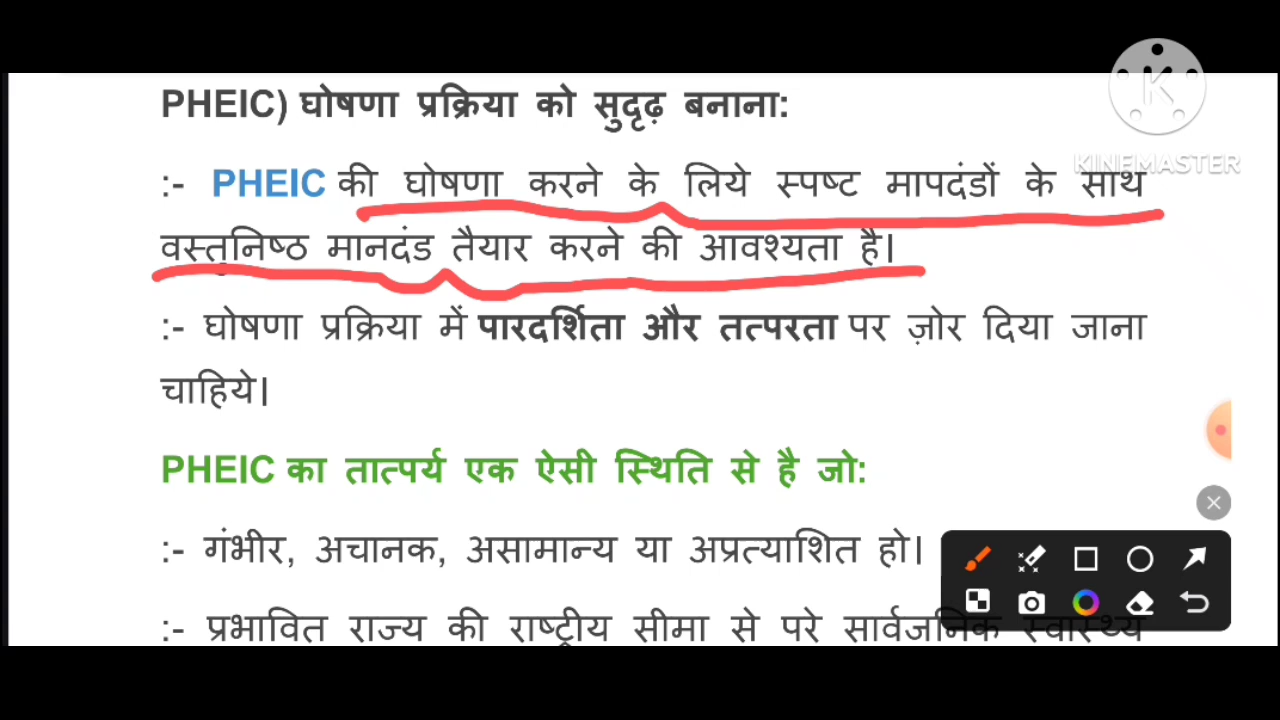 PHEIC) घोषणा प्रक्रिया को सुदृढ़ बनाना:
KINEMASTER
:- PHEIC की घोषणा करने के लिये स्पष्ट मापदंडों के साथ
वस्तुनिष्ठ मानदंड तैयार करने की आवश्यता है।
:- घोषणा प्रक्रिया में पारदर्शिता और तत्परता पर ज़ोर दिया जाना
चाहिये।
PHEIC का तात्पर्य एक ऐसी स्थिति से है जो:
:- गंभीर, अचानक, असामान्य या अप्रत्याशित हो।
:- प्रभावित राज्य की राष्ट्रीय सीमा से परे सार्वजनिक स्वास्थ्य